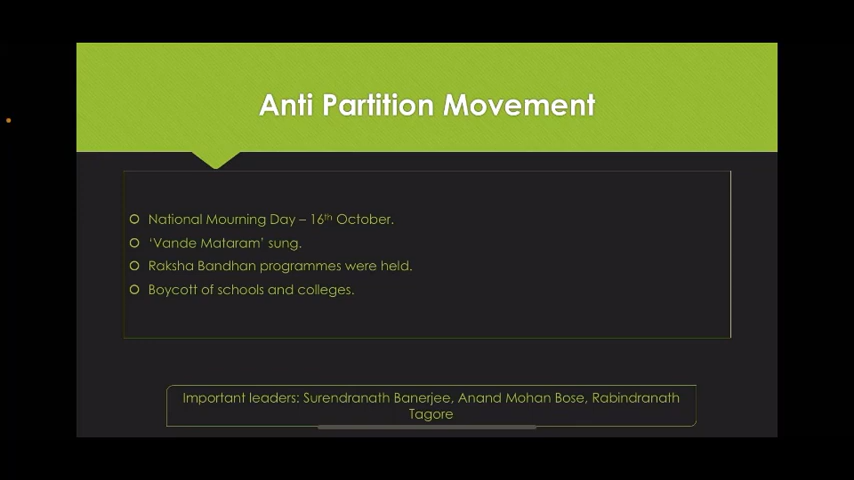 Anti Partition Movement
National Mourning Day – 16th October.
‘Vande Mataram’ sung.
Raksha Bandhan programmes were held.
Boycott of schools and colleges.
Important leaders: Surendranath Banerjee, Anand Mohan Bose, Rabindranath
Tagore